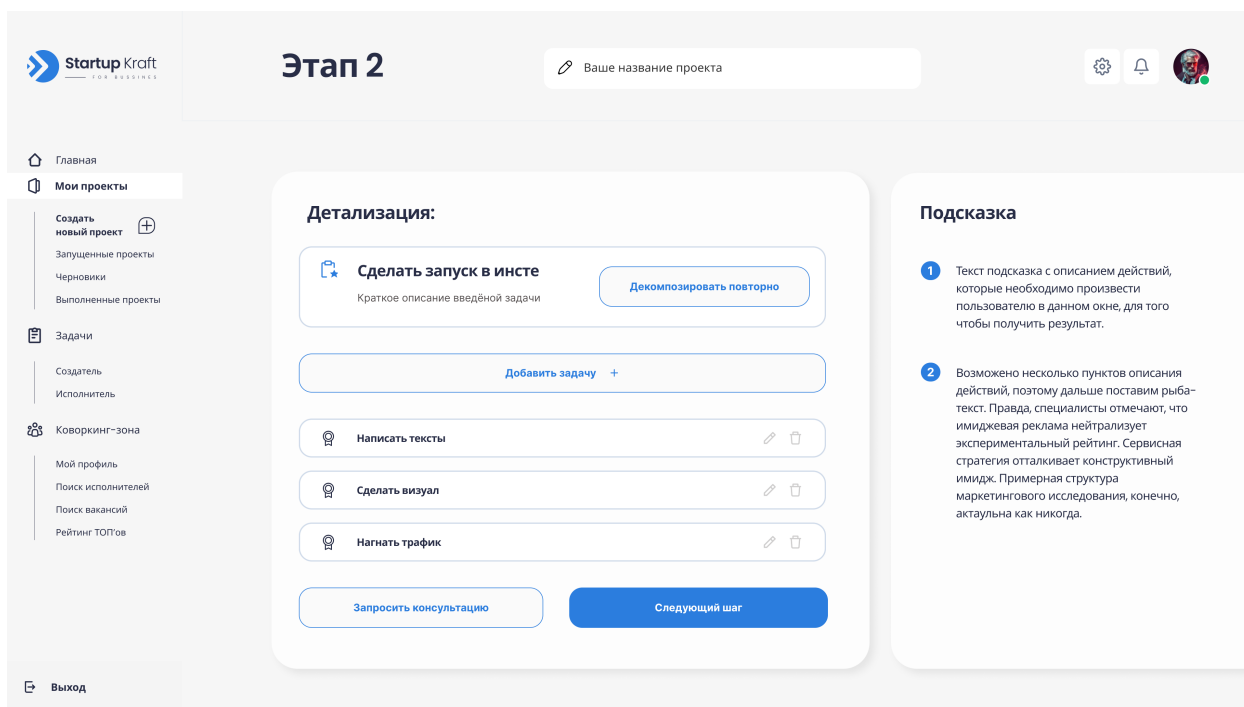 Startup Kraft
FOR BUSSINES
Этап 2
Ваше название проекта
Главная
Мои проекты
Создать
новый проект
Запущенные проекты
Черновики
Выполненные проекты
Задачи
Создатель
Исполнитель
Коворкинг-зона
Мой профиль
Поиск исполнителей
Поиск вакансий
Рейтинг ТОП'ов
Выход
Детализация:
Сделать запуск в инсте
Краткое описание введёной задачи
Декомпозировать повторно
Добавить задачу +
Написать тексты
Сделать визуал
Нагнать трафик
Запросить консультацию
Следующий шаг
Подсказка
1 Текст подсказка с описанием действий,
которые необходимо произвести
пользователю в данном окне, для того
чтобы получить результат.
2 Возможено несколько пунктов описания
действий, поэтому дальше поставим рыба-
текст. Правда, специалисты отмечают, что
имиджевая реклама нейтрализует
экспериментальный рейтинг. Сервисная
стратегия отталкивает конструктивный
имидж. Примерная структура
маркетингового исследования, конечно,
актаульна как никогда.